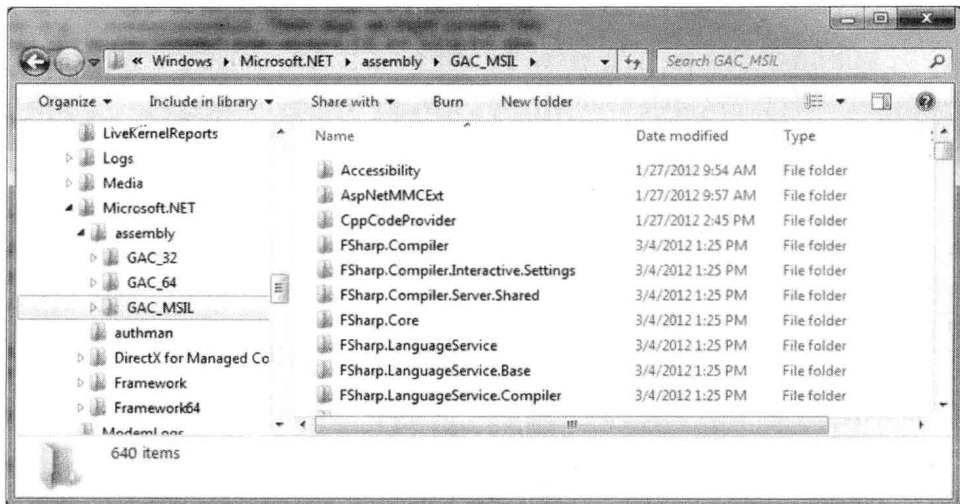 « Windows ▸ Microsoft.NET ▸ assembly ▸ GAC_MSIL ▸
Search GAC_MSIL
Organize ▾ Include in library ▾ Share with ▾ Burn New folder
LiveKernelReports
Logs
Media
Microsoft.NET
assembly
GAC_32
GAC_64
GAC_MSIL
authman
DirectX for Managed Co
Framework
Framework64
ModemLogs
Name Date modified Type
Accessibility 1/27/2012 9:54 AM File folder
AspNetMMCExt 1/27/2012 9:57 AM File folder
CppCodeProvider 1/27/2012 2:45 PM File folder
FSharp.Compiler 3/4/2012 1:25 PM File folder
FSharp.Compiler.Interactive.Settings 3/4/2012 1:25 PM File folder
FSharp.Compiler.Server.Shared 3/4/2012 1:25 PM File folder
FSharp.Core 3/4/2012 1:25 PM File folder
FSharp.LanguageService 3/4/2012 1:25 PM File folder
FSharp.LanguageService.Base 3/4/2012 1:25 PM File folder
FSharp.LanguageService.Compiler 3/4/2012 1:25 PM File folder
640 items